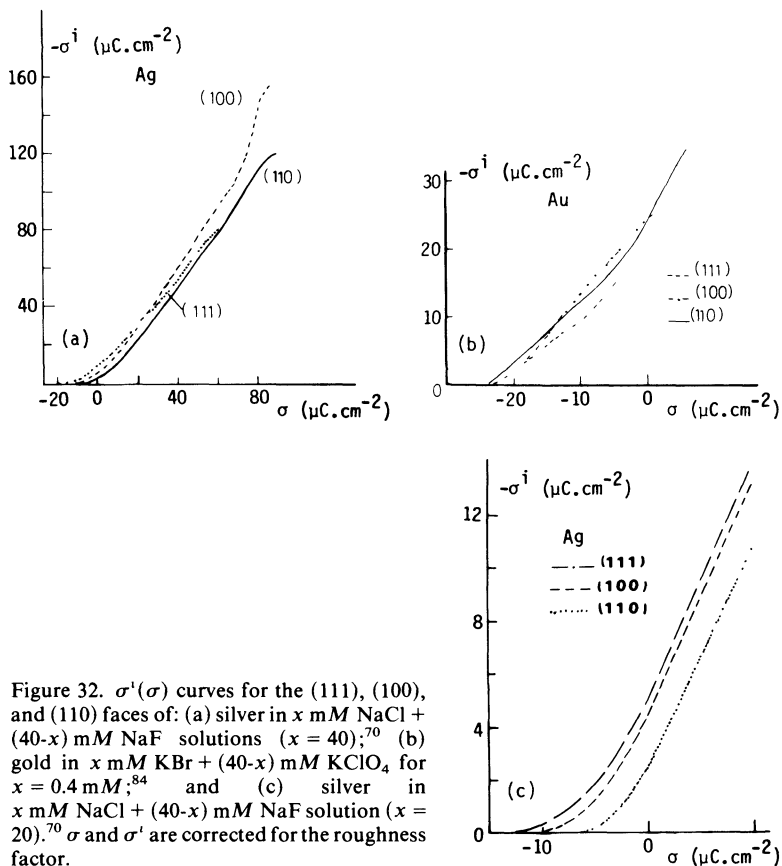 -σⁱ (μC.cm⁻²)
Ag
160
120
80
40
(100)
(110)
(111)
(a)
-20 0 40 80 σ (μC.cm⁻²)
-σⁱ (μC.cm⁻²)
Au
30
20
10
0
(111)
(100)
(110)
(b)
-20 -10 0 σ (μC.cm⁻²)
-σⁱ (μC.cm⁻²)
Ag
(111)
(100)
(110)
12
8
4
0
(c)
-10 0 σ (μC.cm⁻²)
Figure 32. σⁱ(σ) curves for the (111), (100),
and (110) faces of: (a) silver in x mM NaCl +
(40-x) mM NaF solutions (x = 40);⁷⁰ (b)
gold in x mM KBr + (40-x) mM KClO₄ for
x = 0.4 mM;⁸⁴ and (c) silver in
x mM NaCl + (40-x) mM NaF solution (x =
20).⁷⁰ σ and σⁱ are corrected for the roughness
factor.